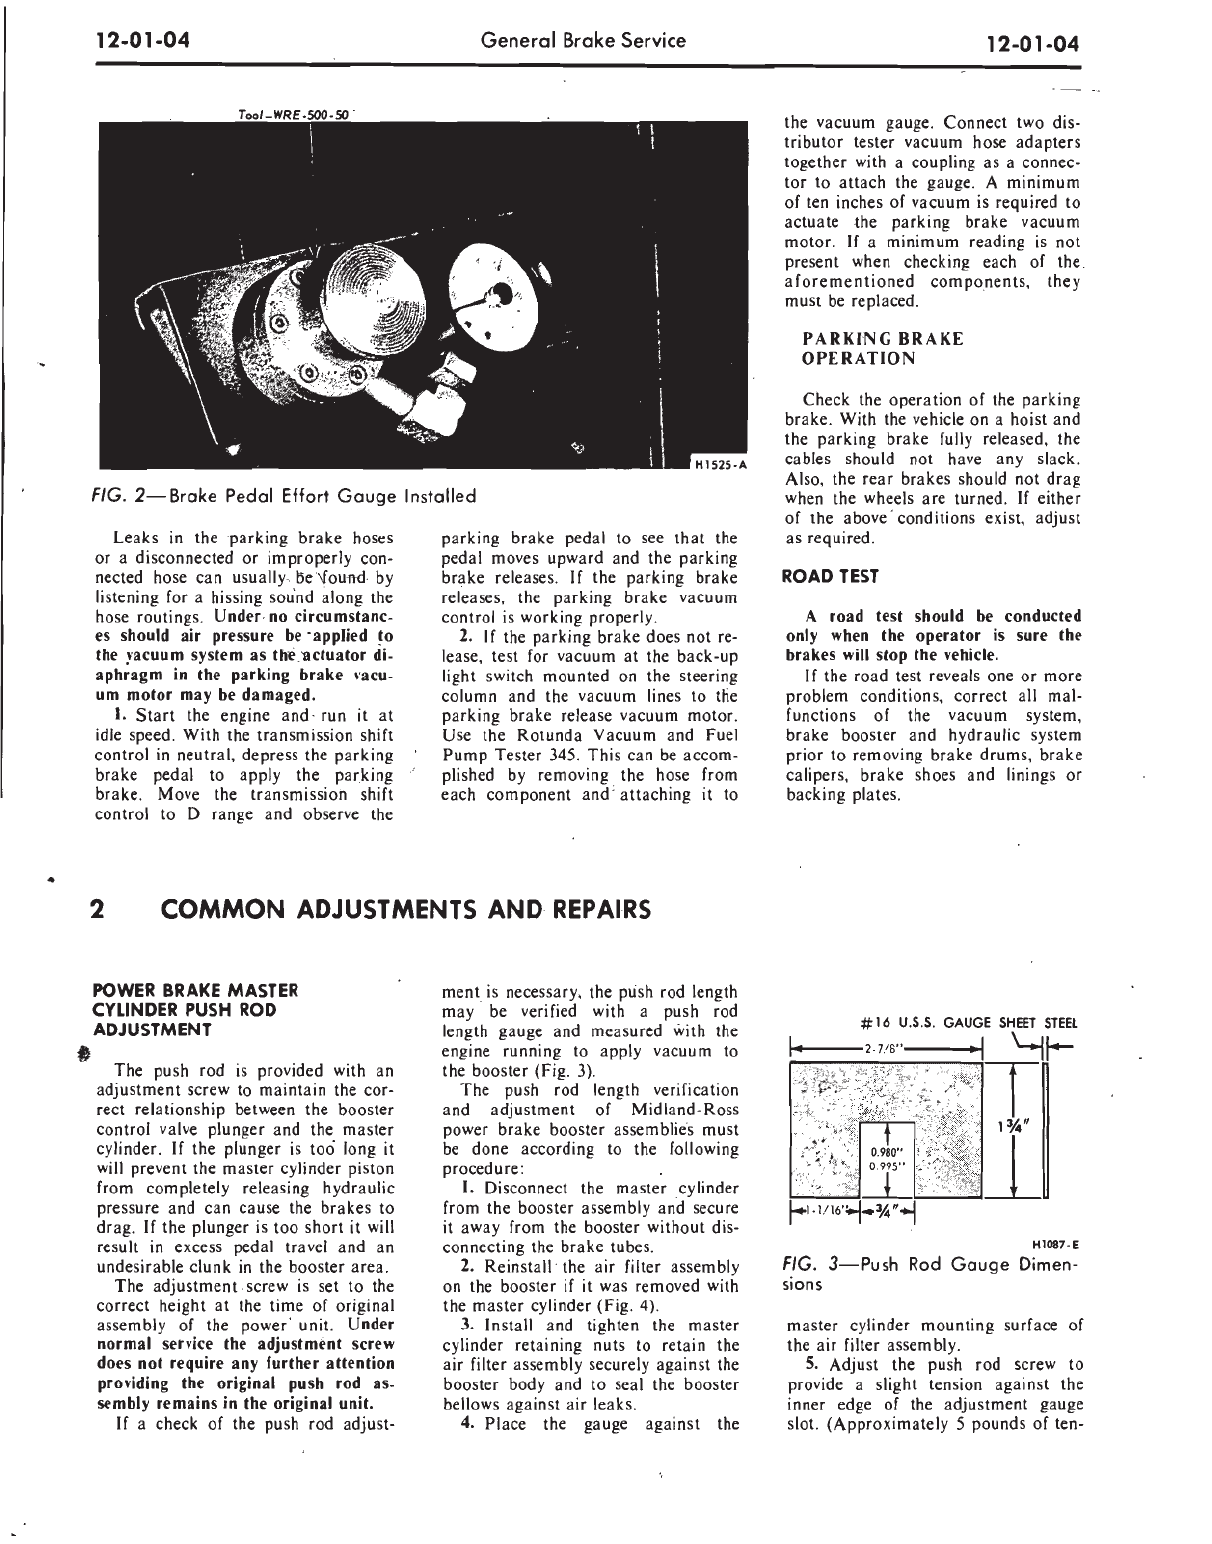 12-01-04 General Brake Service 12-01-04
Tool-WRE-500-50
H1525-A
FIG. 2—Brake Pedal Effort Gauge Installed
Leaks in the parking brake hoses
or a disconnected or improperly con-
nected hose can usually be found by
listening for a hissing sound along the
hose routings. Under no circumstanc-
es should air pressure be applied to
the vacuum system as the actuator di-
aphragm in the parking brake vacu-
um motor may be damaged.
1. Start the engine and run it at
idle speed. With the transmission shift
control in neutral, depress the parking
brake pedal to apply the parking
brake. Move the transmission shift
control to D range and observe the
parking brake pedal to see that the
pedal moves upward and the parking
brake releases. If the parking brake
releases, the parking brake vacuum
control is working properly.
2. If the parking brake does not re-
lease, test for vacuum at the back-up
light switch mounted on the steering
column and the vacuum lines to the
parking brake release vacuum motor.
Use the Rotunda Vacuum and Fuel
Pump Tester 345. This can be accom-
plished by removing the hose from
each component and attaching it to
the vacuum gauge. Connect two dis-
tributor tester vacuum hose adapters
together with a coupling as a connec-
tor to attach the gauge. A minimum
of ten inches of vacuum is required to
actuate the parking brake vacuum
motor. If a minimum reading is not
present when checking each of the
aforementioned components, they
must be replaced.
PARKING BRAKE
OPERATION
Check the operation of the parking
brake. With the vehicle on a hoist and
the parking brake fully released, the
cables should not have any slack.
Also, the rear brakes should not drag
when the wheels are turned. If either
of the above conditions exist, adjust
as required.
ROAD TEST
A road test should be conducted
only when the operator is sure the
brakes will stop the vehicle.
If the road test reveals one or more
problem conditions, correct all mal-
functions of the vacuum system,
brake booster and hydraulic system
prior to removing brake drums, brake
calipers, brake shoes and linings or
backing plates.
2 COMMON ADJUSTMENTS AND REPAIRS
POWER BRAKE MASTER
CYLINDER PUSH ROD
ADJUSTMENT
The push rod is provided with an
adjustment screw to maintain the cor-
rect relationship between the booster
control valve plunger and the master
cylinder. If the plunger is too long it
will prevent the master cylinder piston
from completely releasing hydraulic
pressure and can cause the brakes to
drag. If the plunger is too short it will
result in excess pedal travel and an
undesirable clunk in the booster area.
The adjustment screw is set to the
correct height at the time of original
assembly of the power unit. Under
normal service the adjustment screw
does not require any further attention
providing the original push rod as-
sembly remains in the original unit.
If a check of the push rod adjust-
ment is necessary, the push rod length
may be verified with a push rod
length gauge and measured with the
engine running to apply vacuum to
the booster (Fig. 3).
The push rod length verification
and adjustment of Midland-Ross
power brake booster assemblies must
be done according to the following
procedure:
1. Disconnect the master cylinder
from the booster assembly and secure
it away from the booster without dis-
connecting the brake tubes.
2. Reinstall the air filter assembly
on the booster if it was removed with
the master cylinder (Fig. 4).
3. Install and tighten the master
cylinder retaining nuts to retain the
air filter assembly securely against the
booster body and to seal the booster
bellows against air leaks.
4. Place the gauge against the
#16 U.S.S. GAUGE SHEET STEEL
2-7/8"
1 3/4"
0.980"
0.995"
1-1/16" 3/4"
H1087-E
FIG. 3—Push Rod Gauge Dimen-
sions
master cylinder mounting surface of
the air filter assembly.
5. Adjust the push rod screw to
provide a slight tension against the
inner edge of the adjustment gauge
slot. (Approximately 5 pounds of ten-